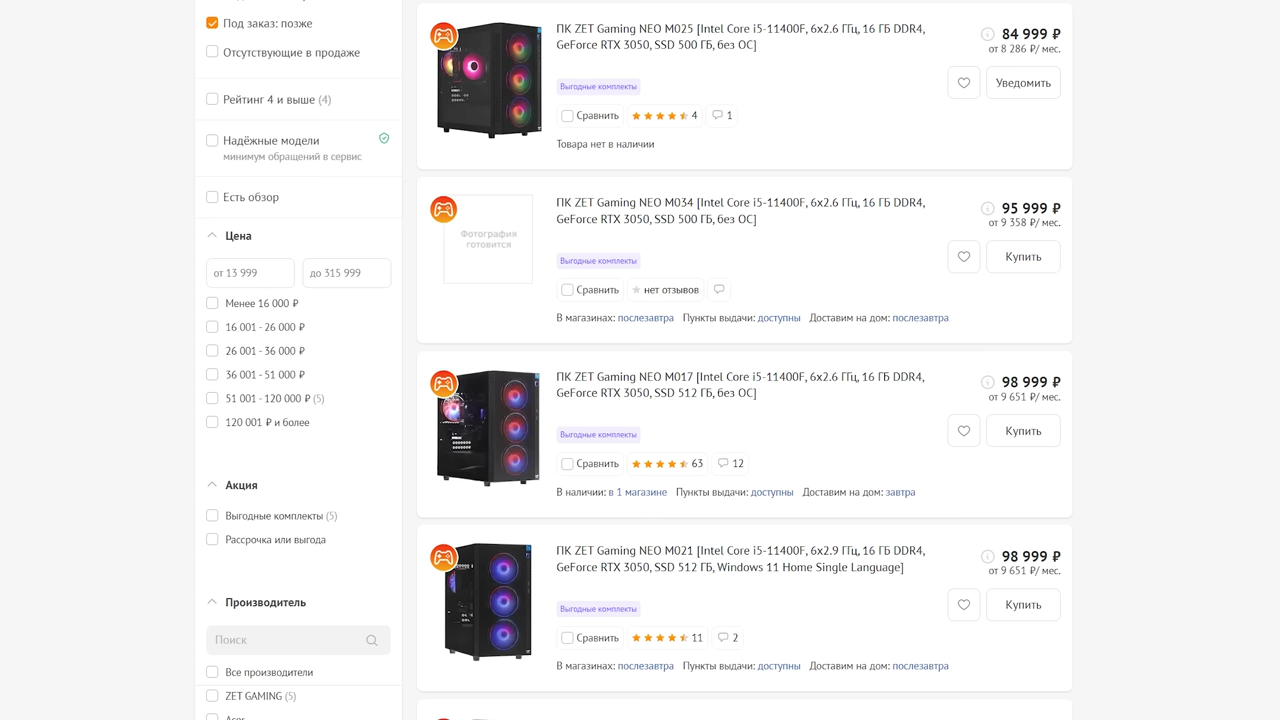 Под заказ: позже
Отсутствующие в продаже
Рейтинг 4 и выше (4)
Надёжные модели
минимум обращений в сервис
Есть обзор
Цена
от 13 999
до 315 999
Менее 16 000 ₽
16 001 - 26 000 ₽
26 001 - 36 000 ₽
36 001 - 51 000 ₽
51 001 - 120 000 ₽ (5)
120 001 ₽ и более
Акция
Выгодные комплекты (5)
Рассрочка или выгода
Производитель
Поиск
Все производители
ZET GAMING (5)
Acer
ПК ZET Gaming NEO M025 [Intel Core i5-11400F, 6x2.6 ГГц, 16 ГБ DDR4,
GeForce RTX 3050, SSD 500 ГБ, без ОС]
84 999 ₽
от 8 286 ₽/ мес.
Уведомить
Выгодные комплекты
Сравнить
4
1
Товара нет в наличии
Фотография
готовится
ПК ZET Gaming NEO M034 [Intel Core i5-11400F, 6x2.6 ГГц, 16 ГБ DDR4,
GeForce RTX 3050, SSD 500 ГБ, без ОС]
95 999 ₽
от 9 358 ₽/ мес.
Купить
Выгодные комплекты
Сравнить
нет отзывов
В магазинах: послезавтра Пункты выдачи: доступны Доставим на дом: послезавтра
ПК ZET Gaming NEO M017 [Intel Core i5-11400F, 6x2.6 ГГц, 16 ГБ DDR4,
GeForce RTX 3050, SSD 512 ГБ, без ОС]
98 999 ₽
от 9 651 ₽/ мес.
Купить
Выгодные комплекты
Сравнить
63
12
В наличии: в 1 магазине Пункты выдачи: доступны Доставим на дом: завтра
ПК ZET Gaming NEO M021 [Intel Core i5-11400F, 6x2.9 ГГц, 16 ГБ DDR4,
GeForce RTX 3050, SSD 512 ГБ, Windows 11 Home Single Language]
98 999 ₽
от 9 651 ₽/ мес.
Купить
Выгодные комплекты
Сравнить
11
2
В магазинах: послезавтра Пункты выдачи: доступны Доставим на дом: послезавтра